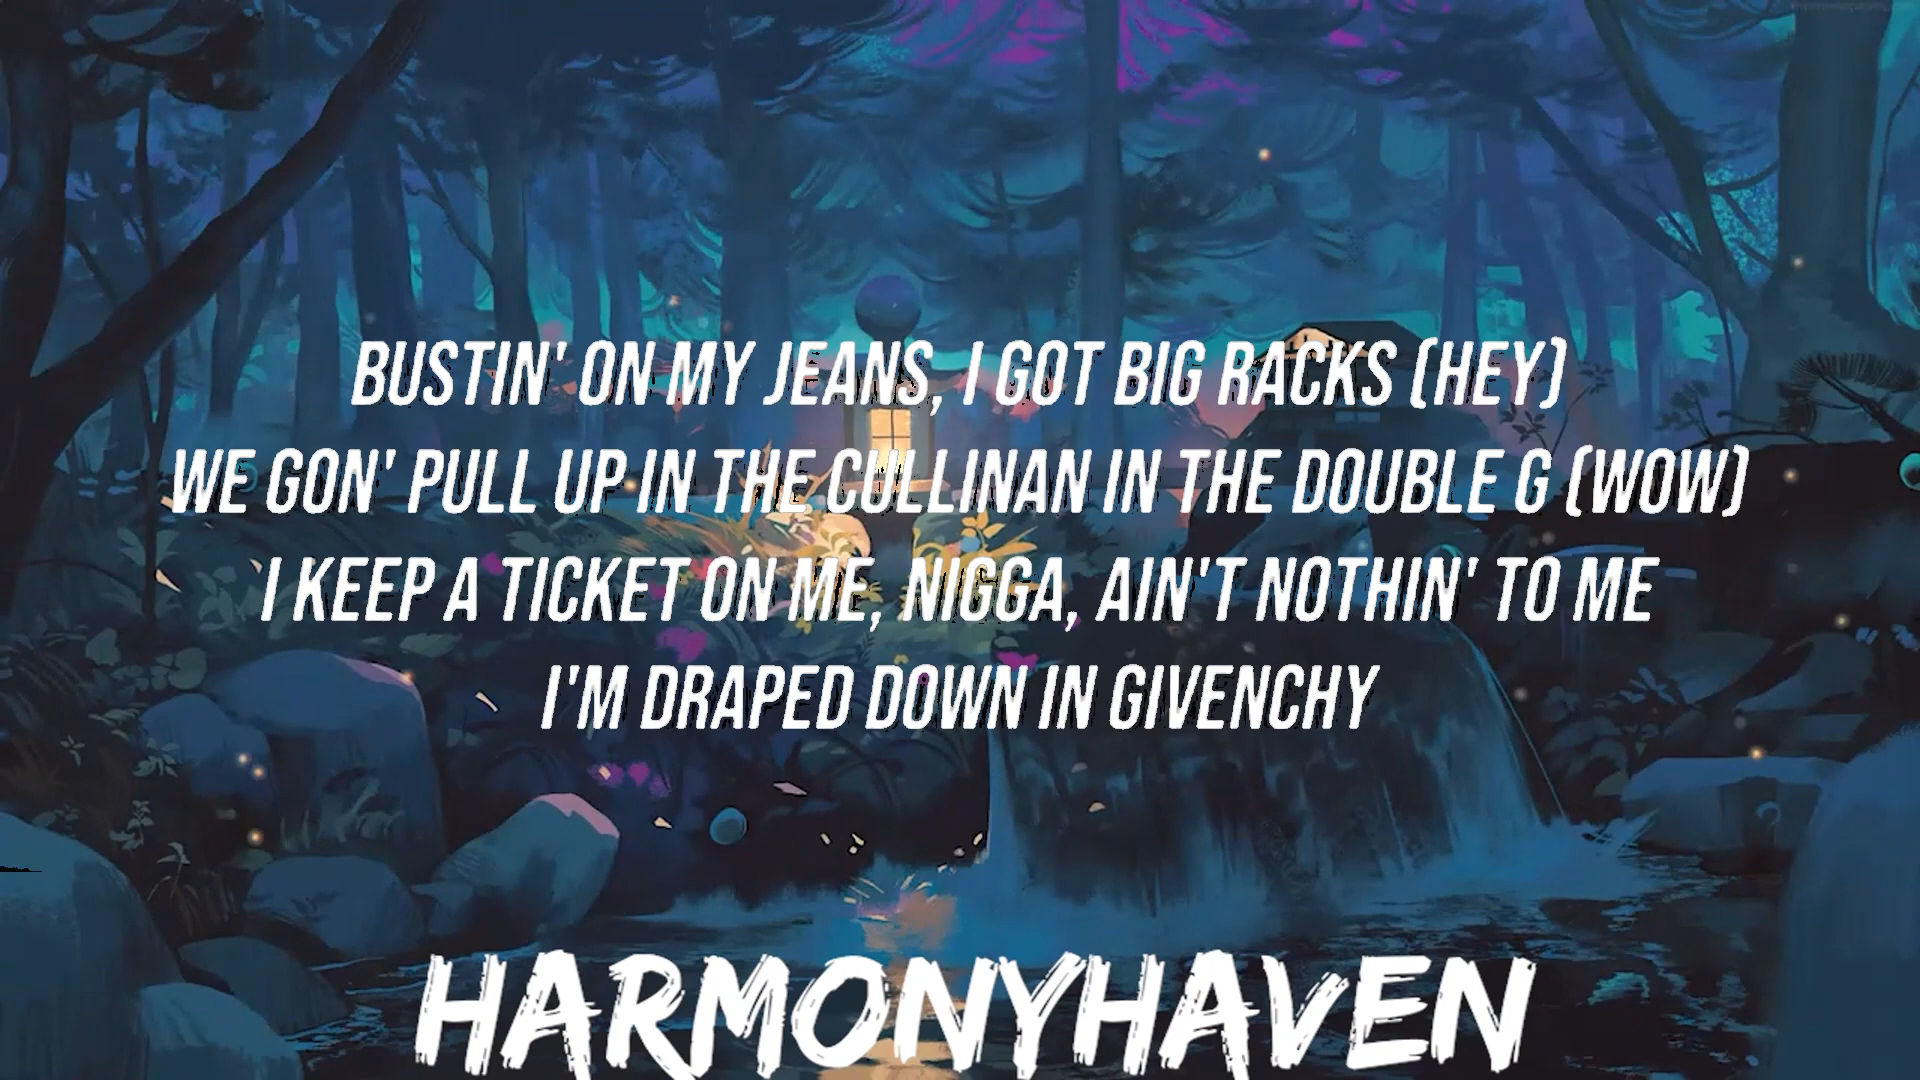 BUSTIN' ON MY JEANS, I GOT BIG RACKS (HEY)
WE GON' PULL UP IN THE CULLINAN IN THE DOUBLE G (WOW)
I KEEP A TICKET ON ME, NIGGA, AIN'T NOTHIN' TO ME
I'M DRAPED DOWN IN GIVENCHY
HARMONYHAVEN